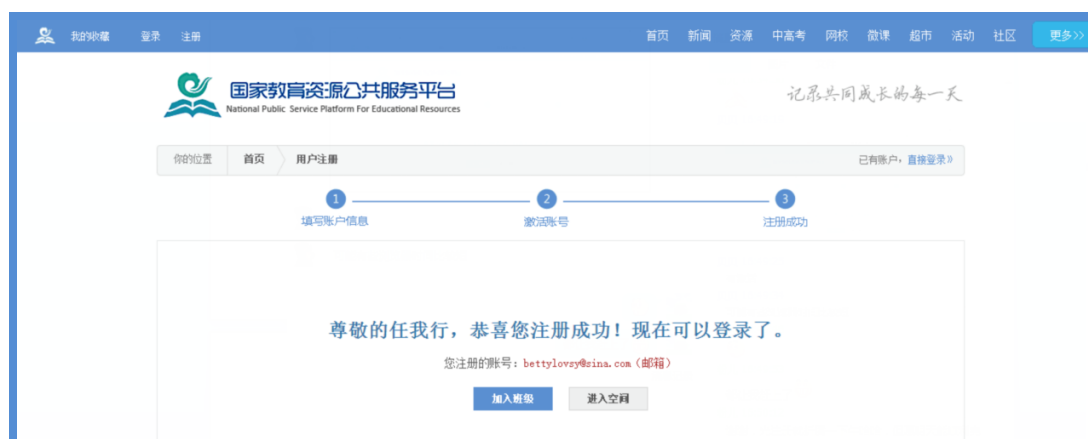 我的收藏 登录 注册 首页 新闻 资源 中高考 网校 微课 超市 活动 社区 更多>>
国家教育资源公共服务平台
National Public Service Platform For Educational Resources
记录共同成长的每一天
你的位置 首页 用户注册 已有账户，直接登录»
1 2 3
填写账户信息 激活账号 注册成功
尊敬的任我行，恭喜您注册成功！现在可以登录了。
您注册的账号：bettylovsy@sina.com（邮箱）
加入班级 进入空间